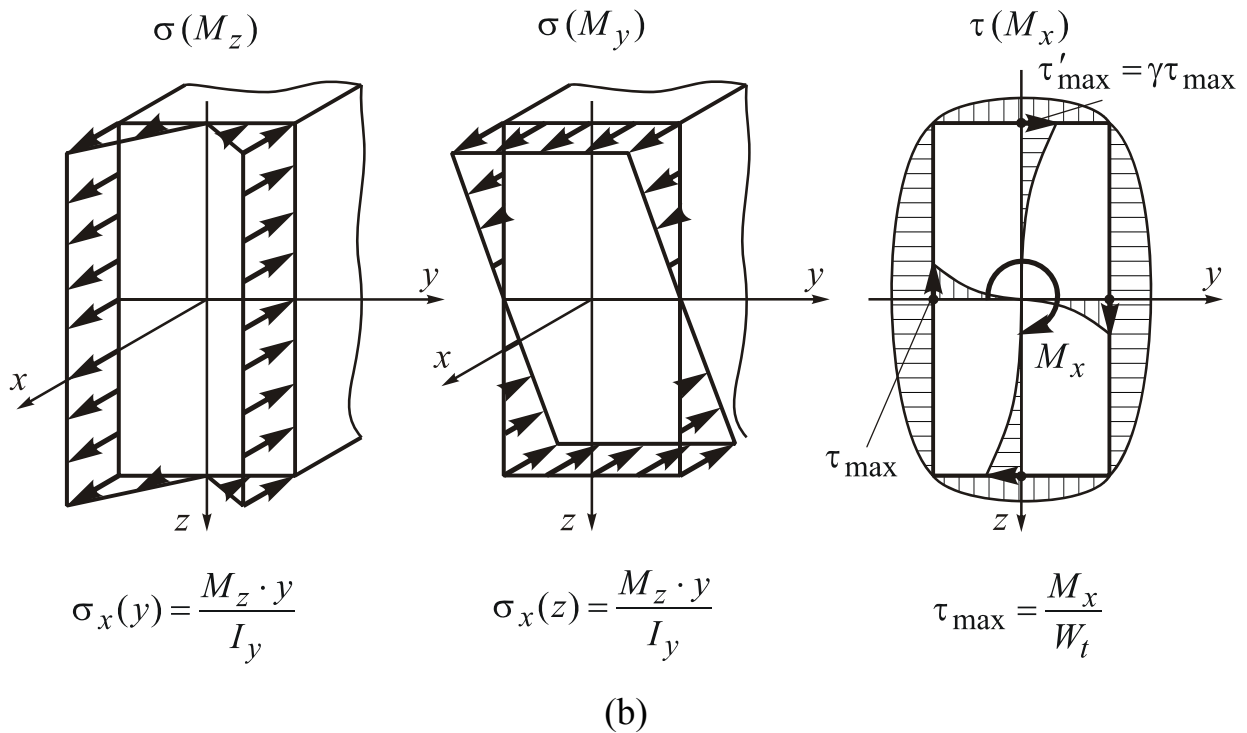 σ(M_z)
σ(M_y)
τ(M_x)
τ′_max = γτ_max
y
y
y
x
x
M_x
τ_max
z
z
z
σ_x(y) = M_z · y / I_y
σ_x(z) = M_z · y / I_y
τ_max = M_x / W_t
(b)